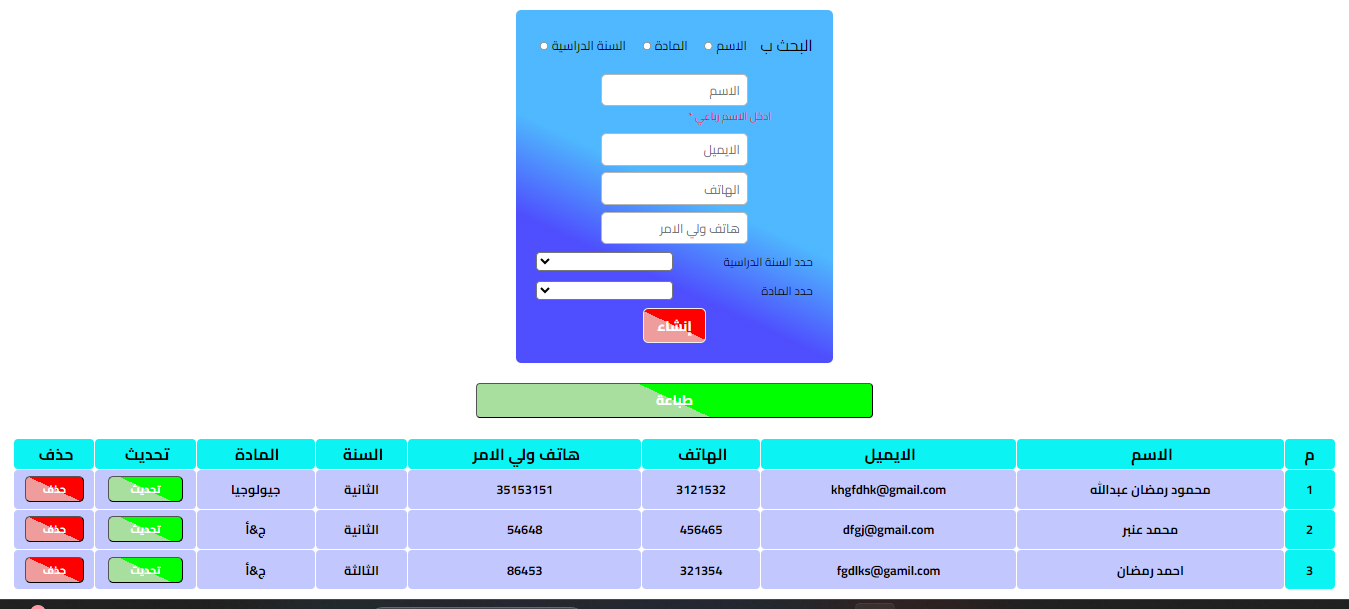 البحث ب الاسم المادة السنة الدراسية
الاسم
ادخل الاسم رباعي *
الايميل
الهاتف
هاتف ولي الامر
حدد السنة الدراسية
حدد المادة
إنشاء
طباعة
م الاسم الايميل الهاتف هاتف ولي الامر السنة المادة تحديث حذف
1 محمود رمضان عبدالله khgfdhk@gmail.com 3121532 35153151 الثانية جيولوجيا تحديث حذف
2 محمد عنبر dfgj@gmail.com 456465 54648 الثانية ج&أ تحديث حذف
3 احمد رمضان fgdlks@gamil.com 321354 86453 الثالثة ج&أ تحديث حذف